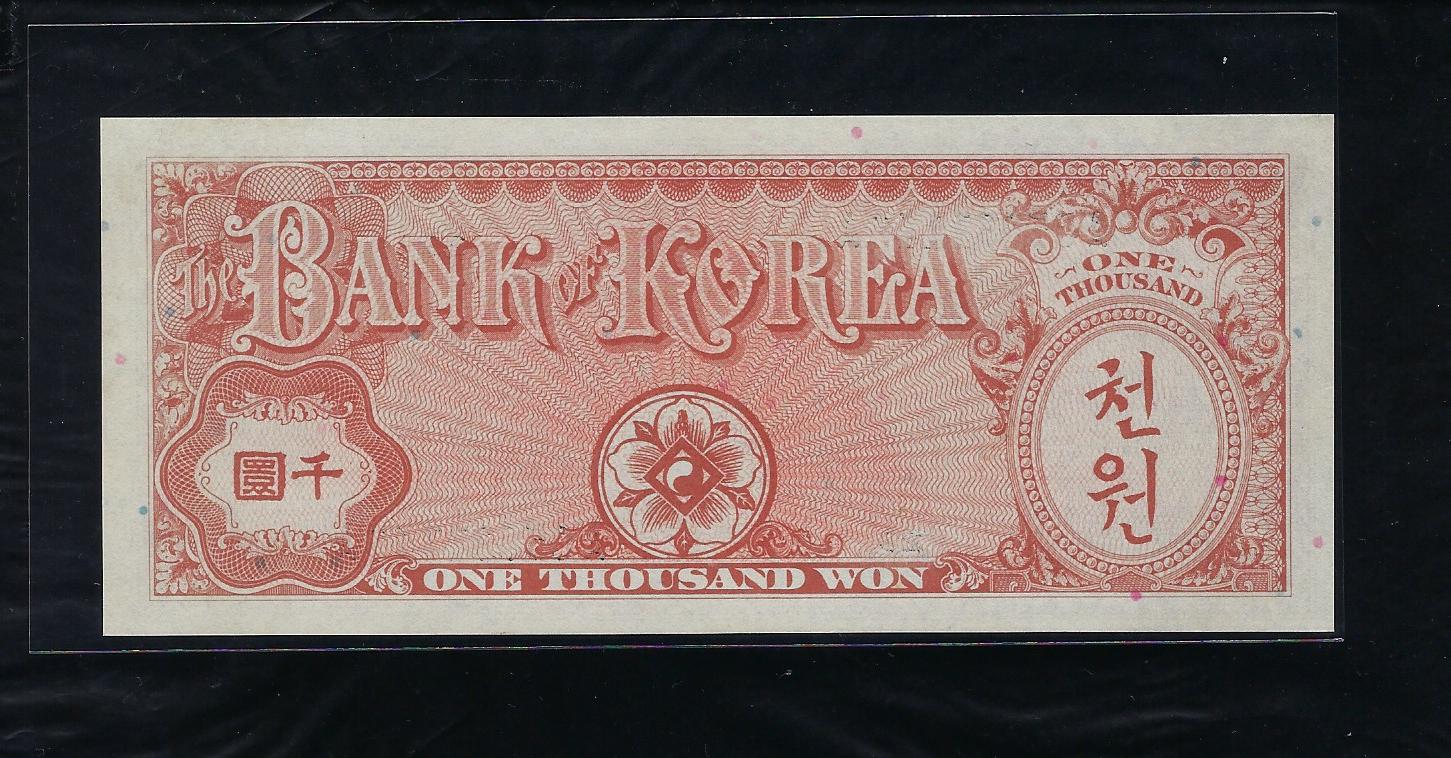 The BANK OF KOREA
ONE
THOUSAND
천
원
圓千
ONE THOUSAND WON